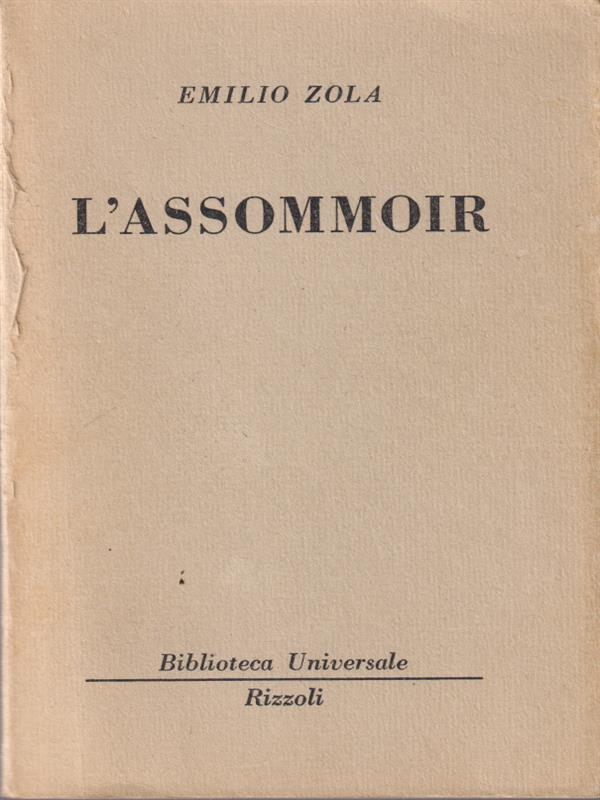 EMILIO ZOLA
L'ASSOMMOIR
Biblioteca Universale
Rizzoli